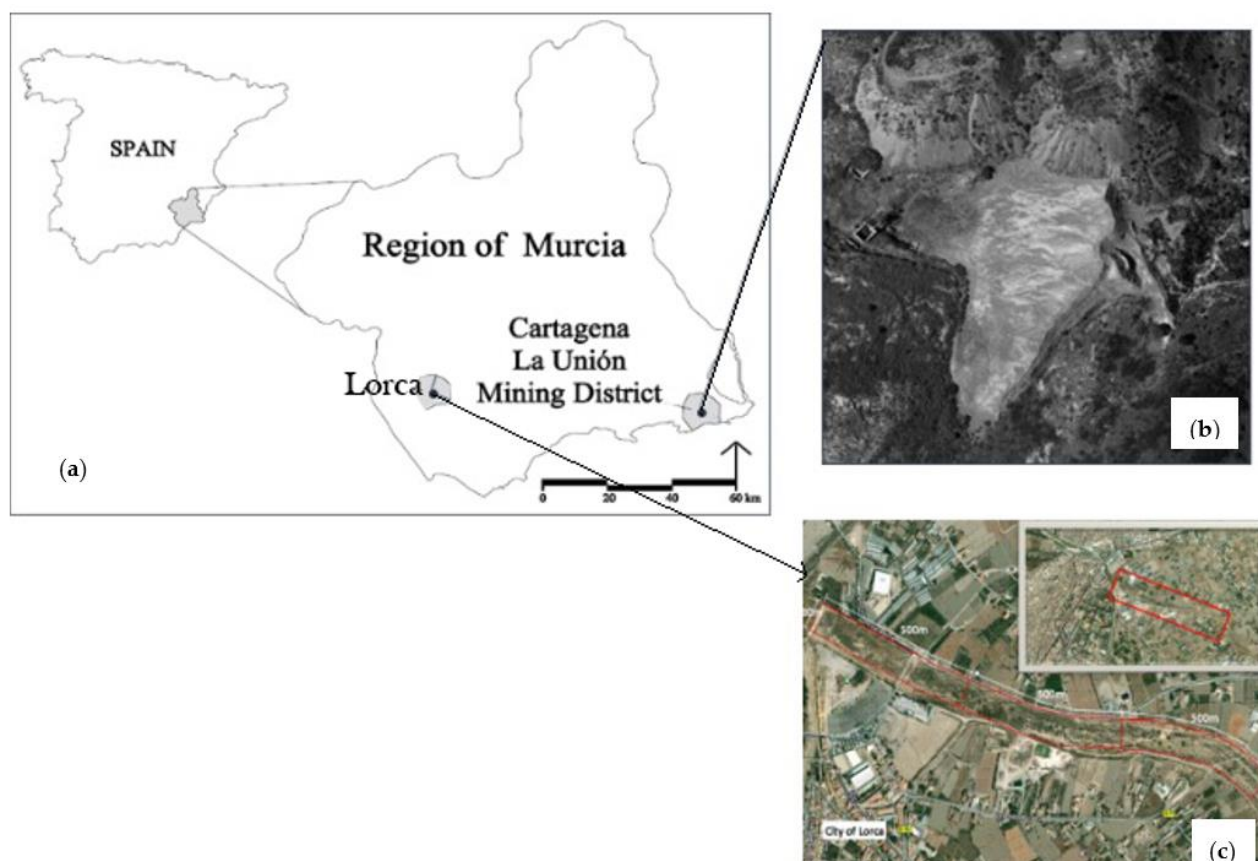 SPAIN
Region of Murcia
Cartagena
La Unión
Mining District
Lorca
(a)
0 20 40 60 km
(b)
500m
500m
500m
City of Lorca
(c)